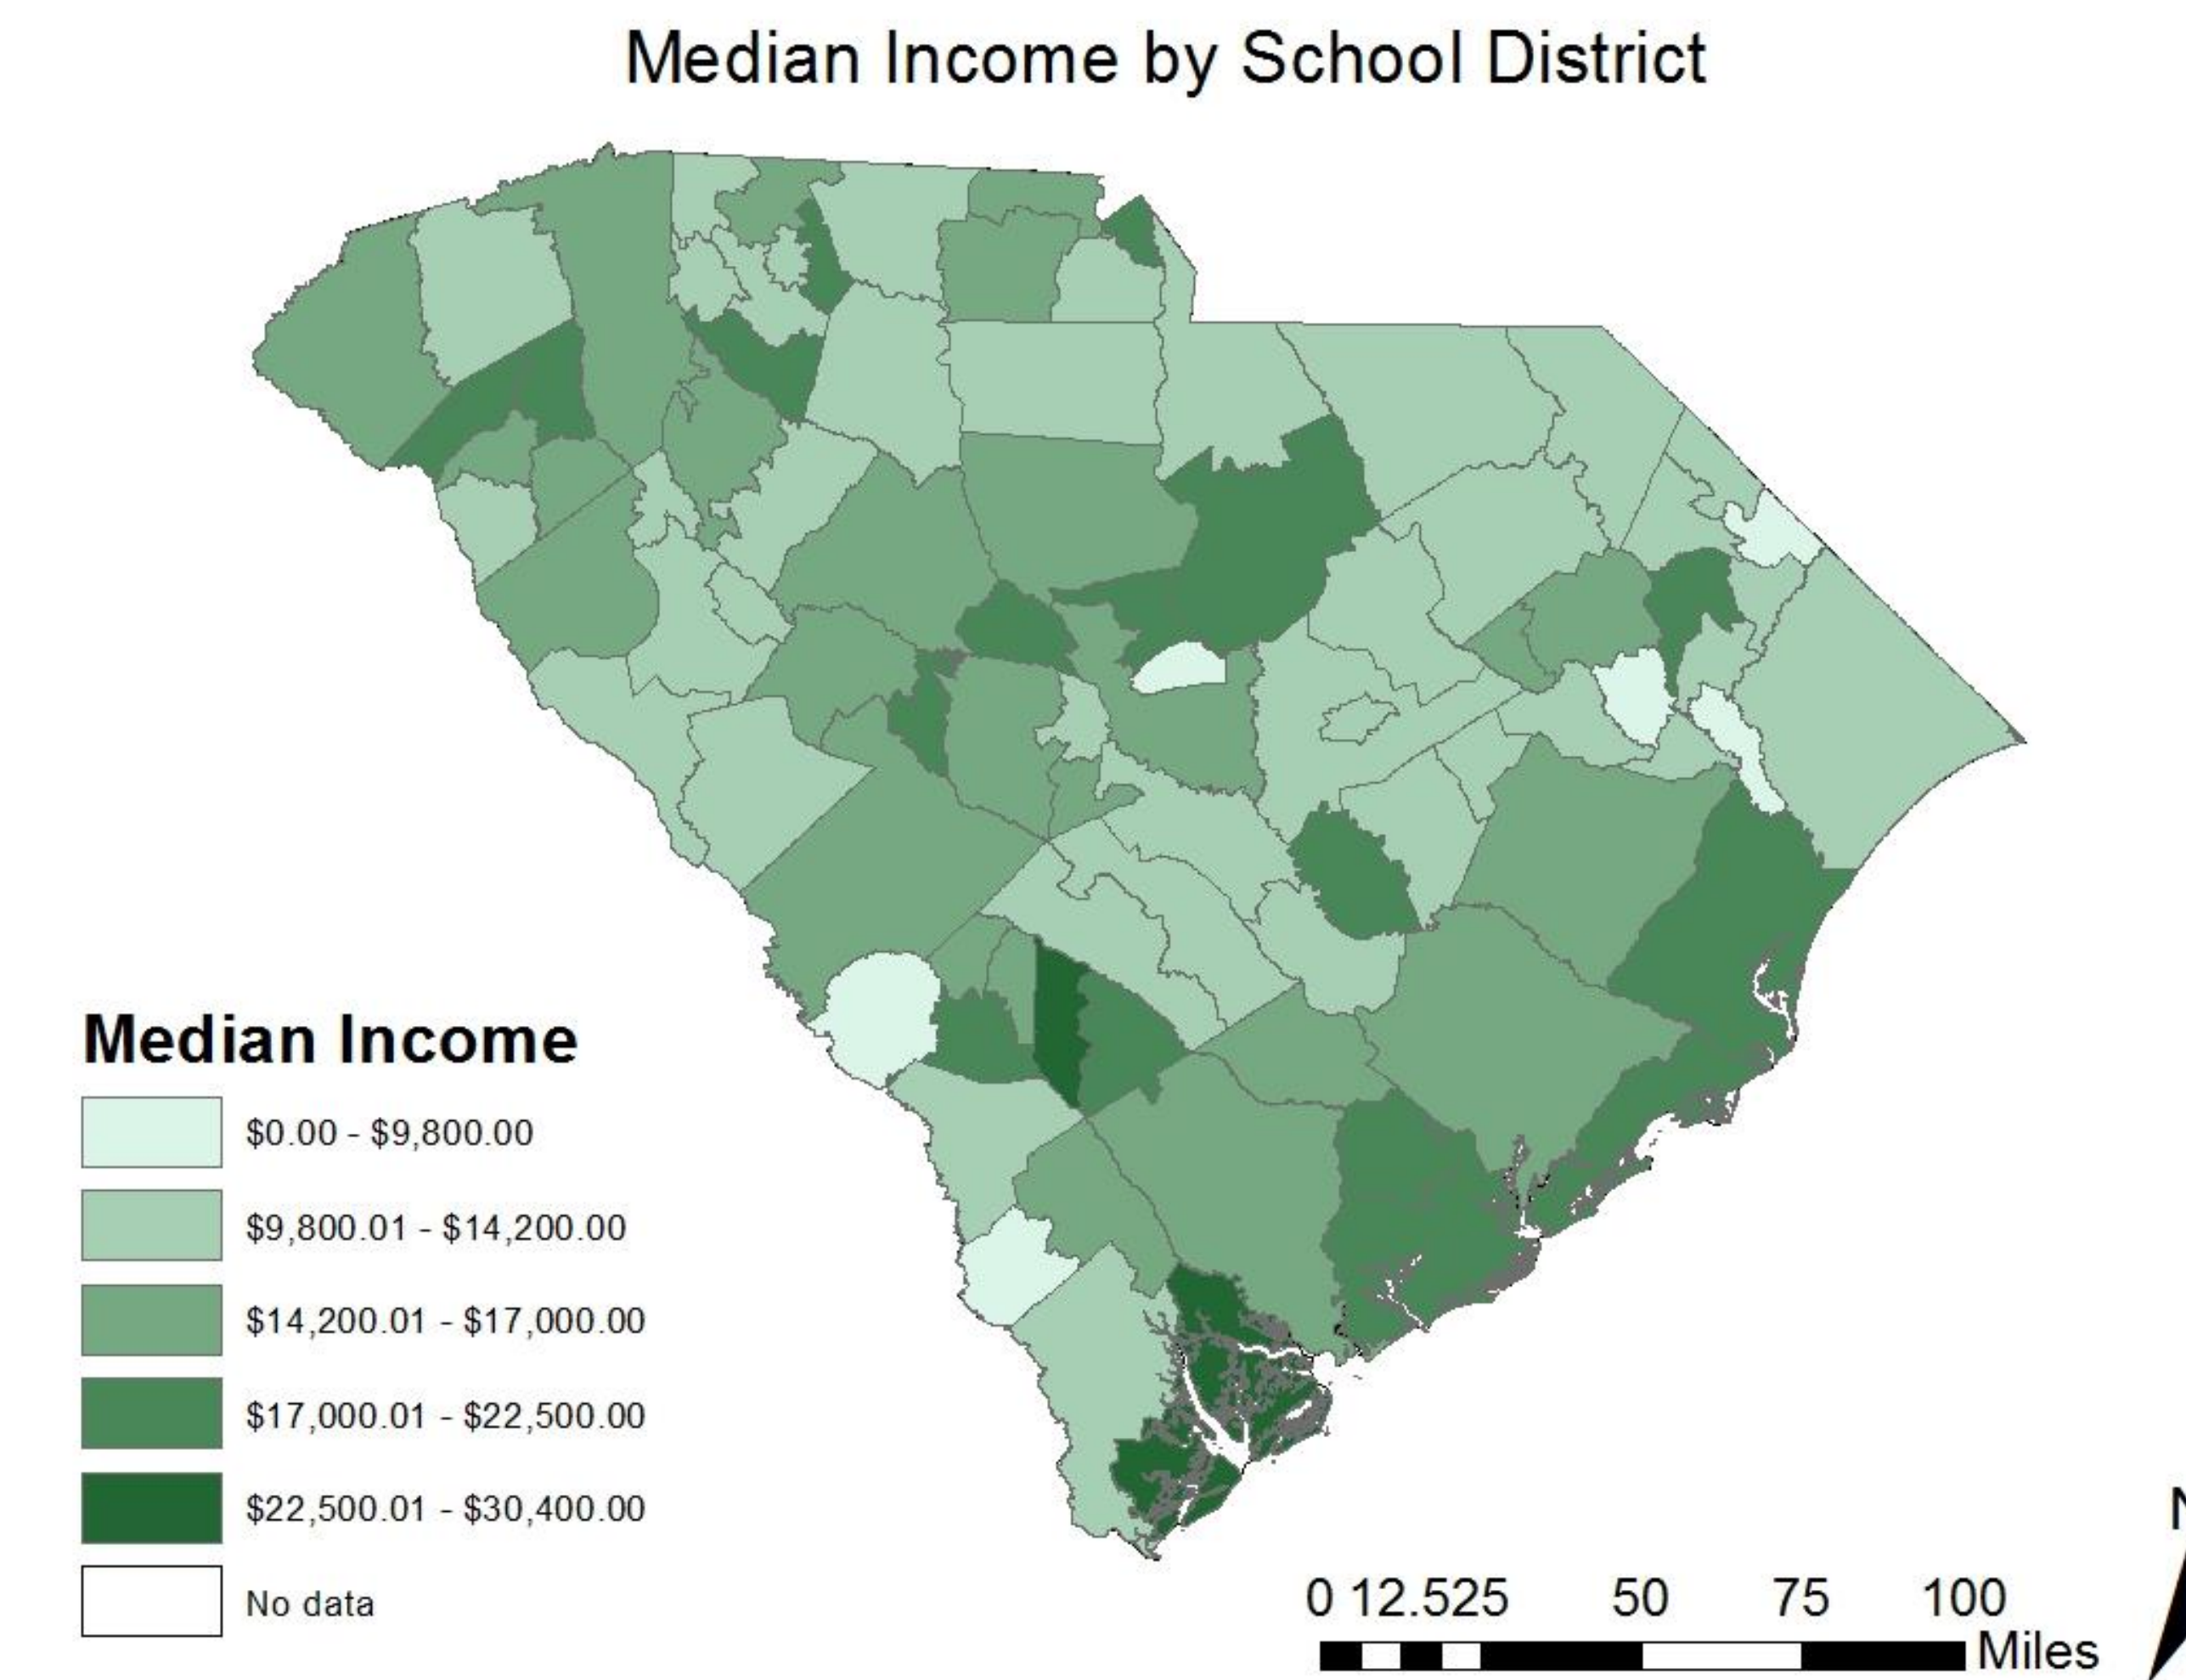 Median Income by School District
Median Income
$0.00 - $9,800.00
$9,800.01 - $14,200.00
$14,200.01 - $17,000.00
$17,000.01 - $22,500.00
$22,500.01 - $30,400.00
No data
N
0 12.525 50 75 100
Miles